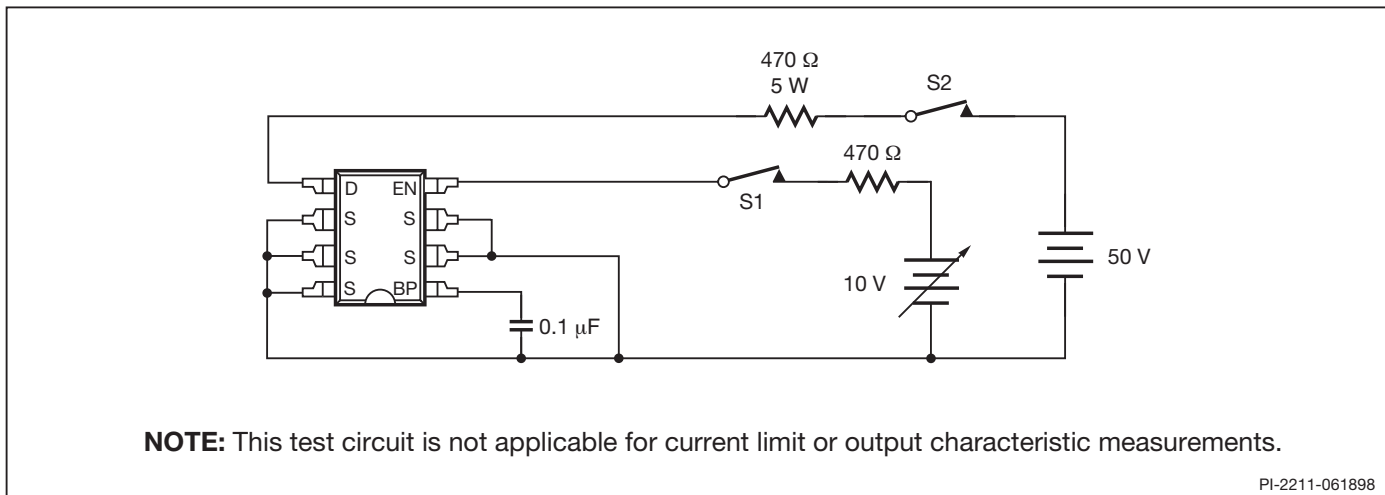 470 Ω
5 W
S2
470 Ω
S1
D EN
S S
S S
S BP
50 V
10 V
0.1 μF
NOTE: This test circuit is not applicable for current limit or output characteristic measurements.
PI-2211-061898